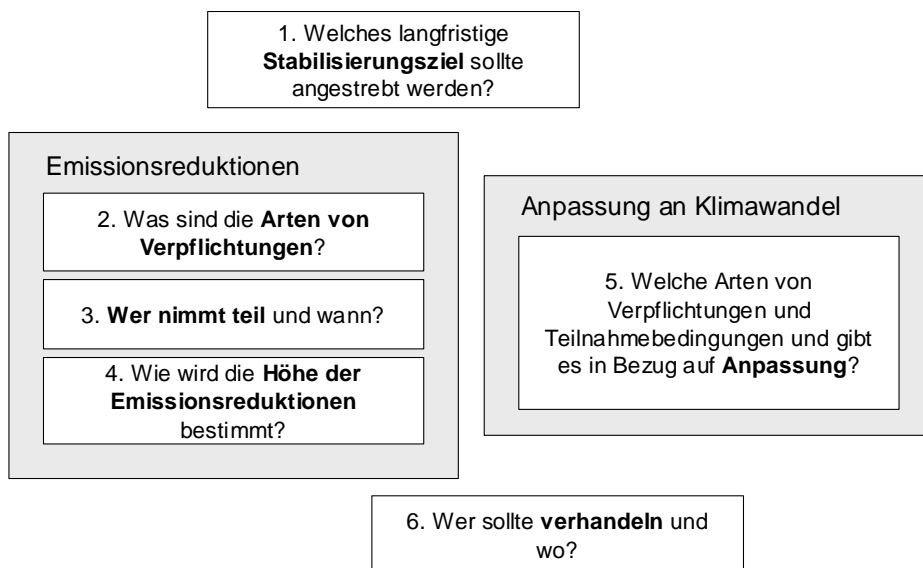 1. Welches langfristige
Stabilisierungsziel sollte
angestrebt werden?
Emissionsreduktionen
2. Was sind die Arten von
Verpflichtungen?
3. Wer nimmt teil und wann?
4. Wie wird die Höhe der
Emissionsreduktionen
bestimmt?
Anpassung an Klimawandel
5. Welche Arten von
Verpflichtungen und
Teilnahmebedingungen und gibt
es in Bezug auf Anpassung?
6. Wer sollte verhandeln und
wo?